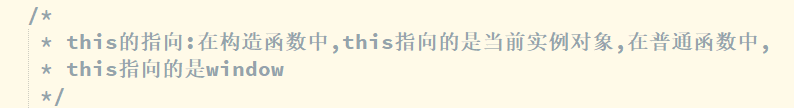 /*
* this的指向:在构造函数中,this指向的是当前实例对象,在普通函数中,
* this指向的是window
*/